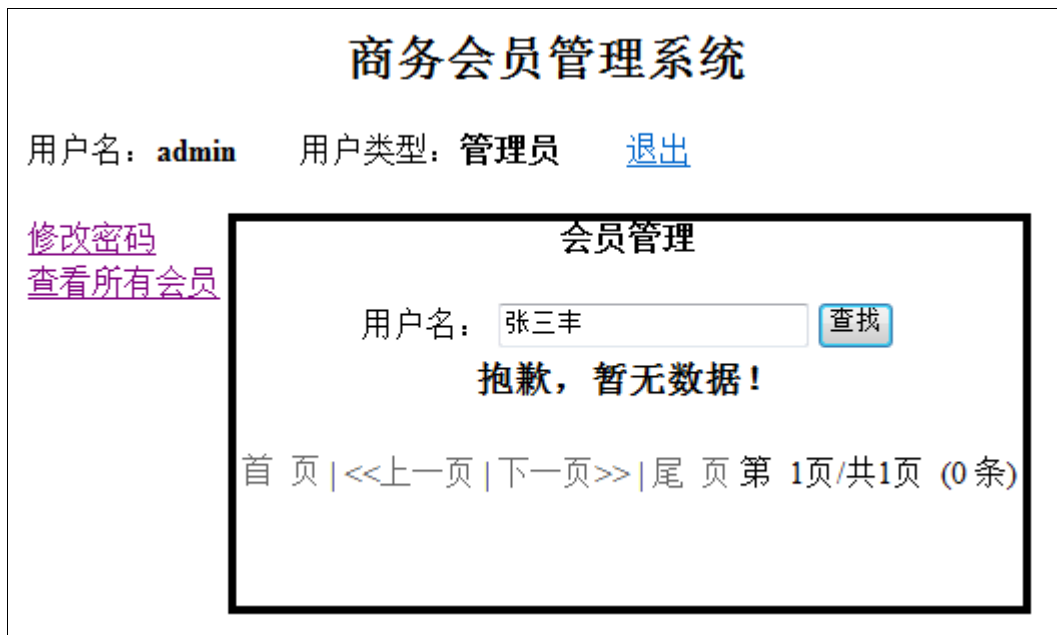 商务会员管理系统
用户名：admin 用户类型：管理员 退出
修改密码
查看所有会员
会员管理
用户名： 张三丰 查找
抱歉，暂无数据！
首 页 | <<上一页 | 下一页>> | 尾 页 第 1页/共1页 (0 条)